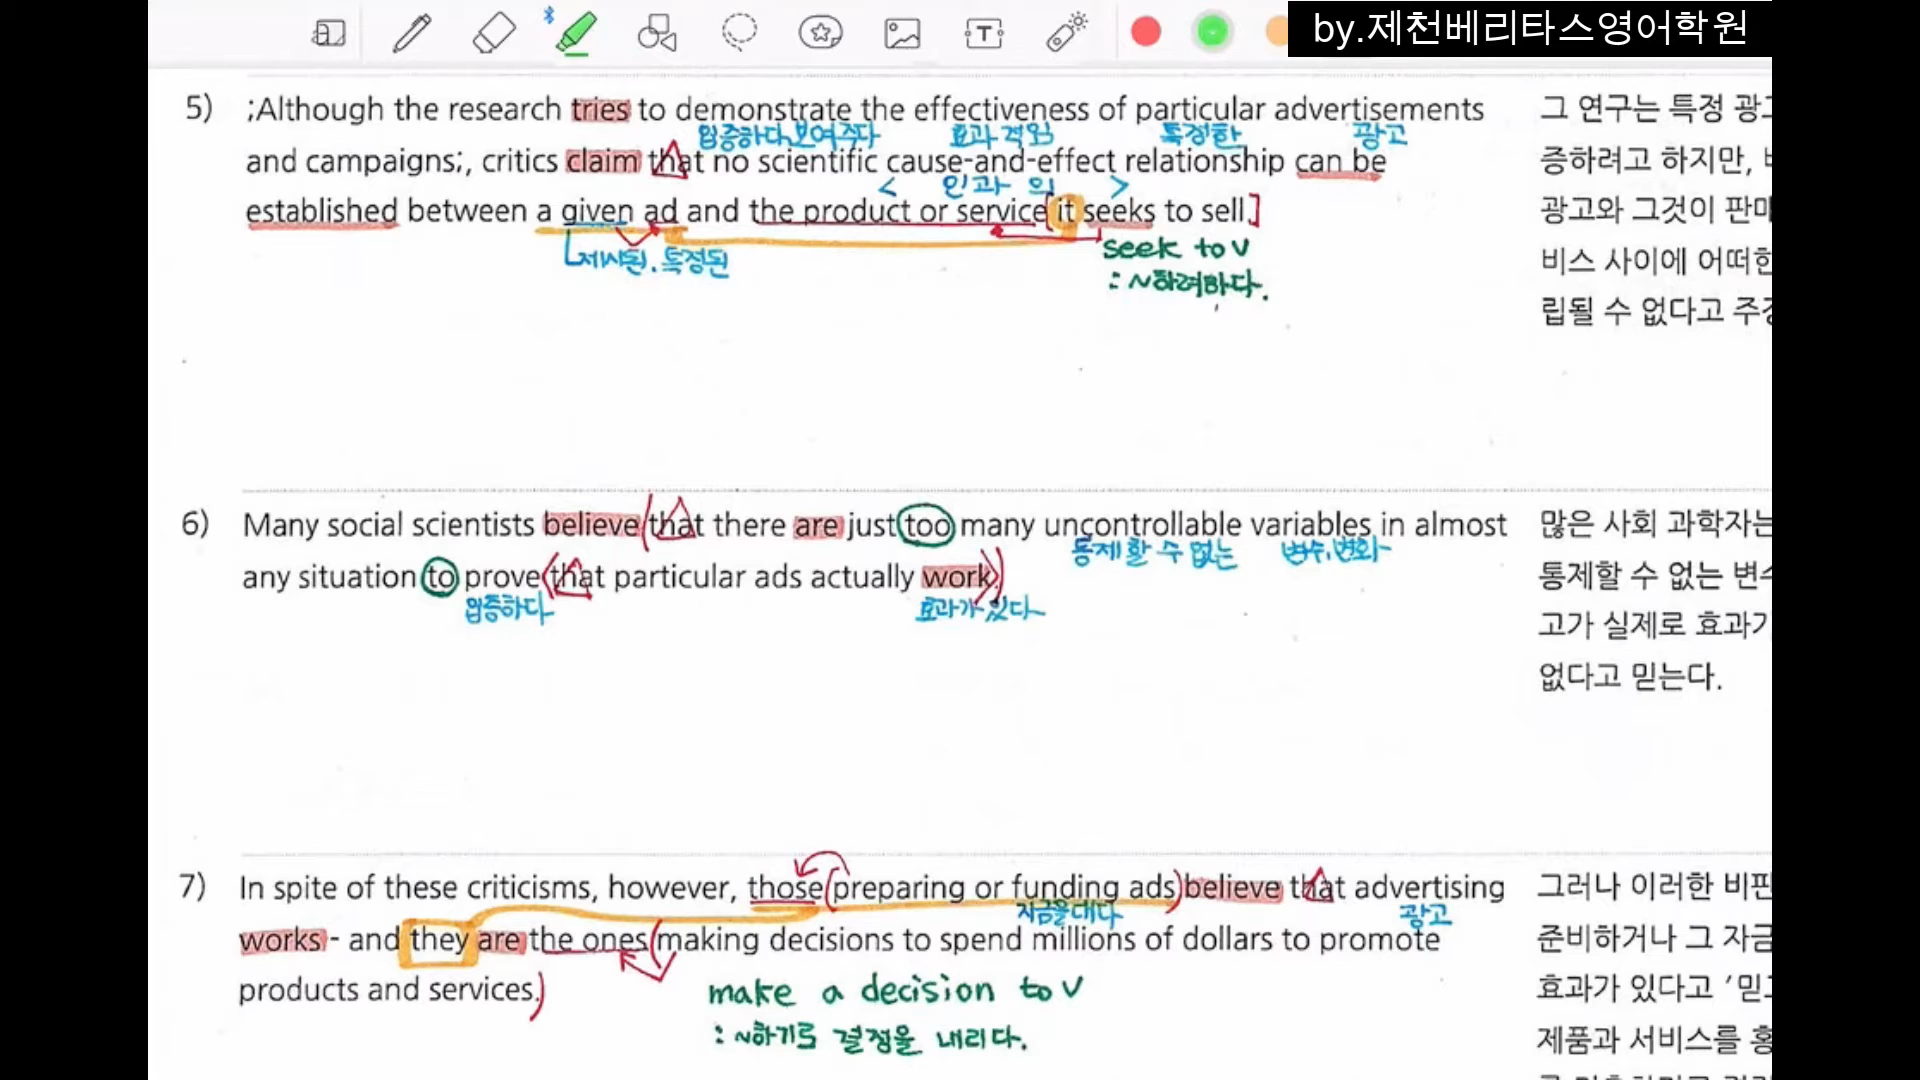 by.제천베리타스영어학원
T
5) ;Although the research tries to demonstrate the effectiveness of particular advertisements
그 연구는 특정 광고
입증하다, 보여주다 효과적임 특정한 광고
and campaigns;, critics claim that no scientific cause-and-effect relationship can be
증하려고 하지만,
< 인과의 >
established between a given ad and the product or service [it seeks to sell]
광고와 그것이 판매
제시된, 특정된
seek to V
비스 사이에 어떠한
: ~하려하다.
립될 수 없다고 주장
6) Many social scientists believe (that there are just too many uncontrollable variables in almost
많은 사회 과학자는
통제할 수 없는 변수, 변화
any situation to prove (that particular ads actually work.))
통제할 수 없는 변수
입증하다 효과가 있다
고가 실제로 효과가
없다고 믿는다.
7) In spite of these criticisms, however, those (preparing or funding ads) believe that advertising
그러나 이러한 비판
자금을 대다 광고
works - and they are the ones (making decisions to spend millions of dollars to promote
준비하거나 그 자금
products and services.)
효과가 있다고 '믿고
make a decision to V
: ~하기로 결정을 내리다.
제품과 서비스를 홍